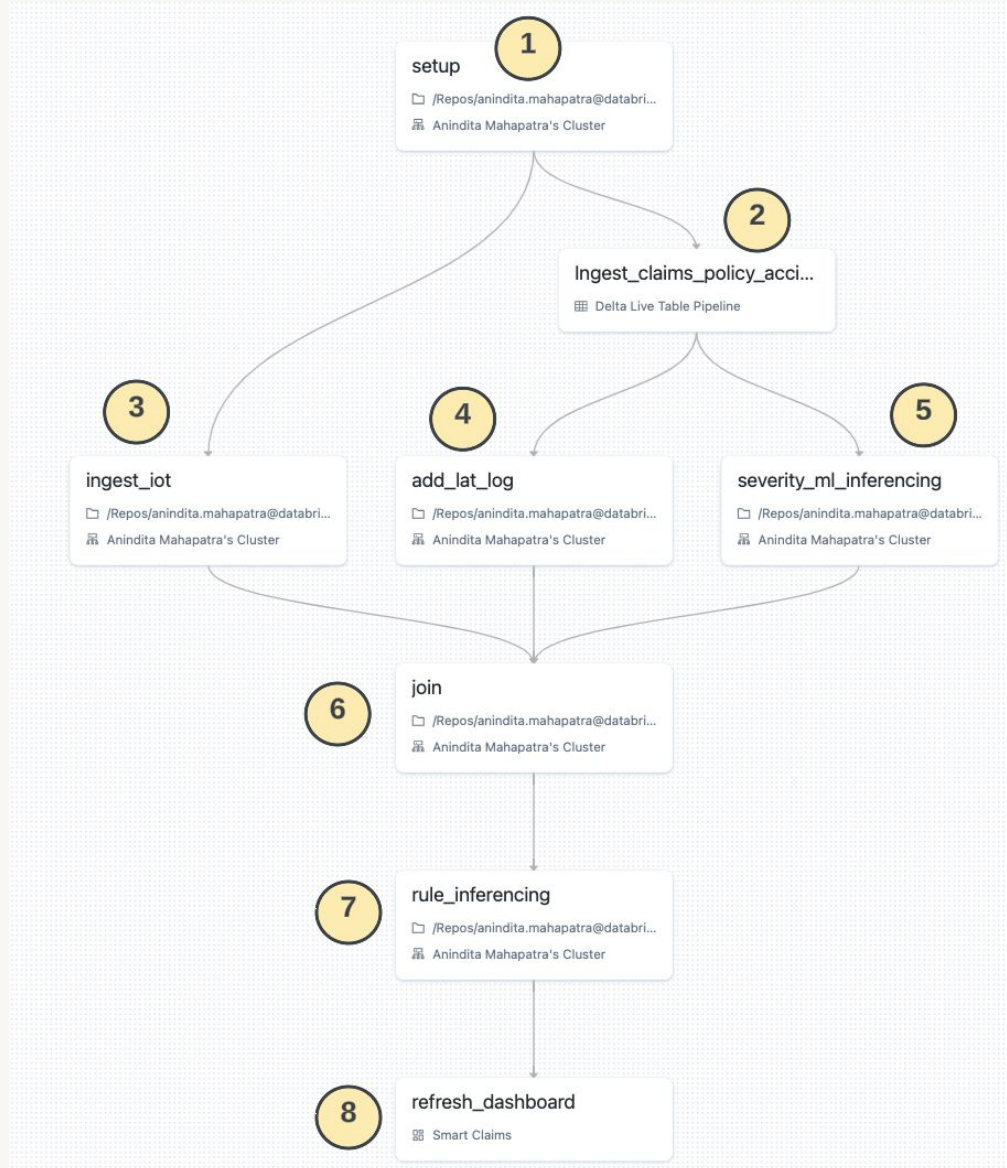 1
setup
/Repos/anindita.mahapatra@databri...
Anindita Mahapatra's Cluster
2
Ingest_claims_policy_acci...
Delta Live Table Pipeline
3
ingest_iot
/Repos/anindita.mahapatra@databri...
Anindita Mahapatra's Cluster
4
add_lat_log
/Repos/anindita.mahapatra@databri...
Anindita Mahapatra's Cluster
5
severity_ml_inferencing
/Repos/anindita.mahapatra@databri...
Anindita Mahapatra's Cluster
6
join
/Repos/anindita.mahapatra@databri...
Anindita Mahapatra's Cluster
7
rule_inferencing
/Repos/anindita.mahapatra@databri...
Anindita Mahapatra's Cluster
8
refresh_dashboard
Smart Claims